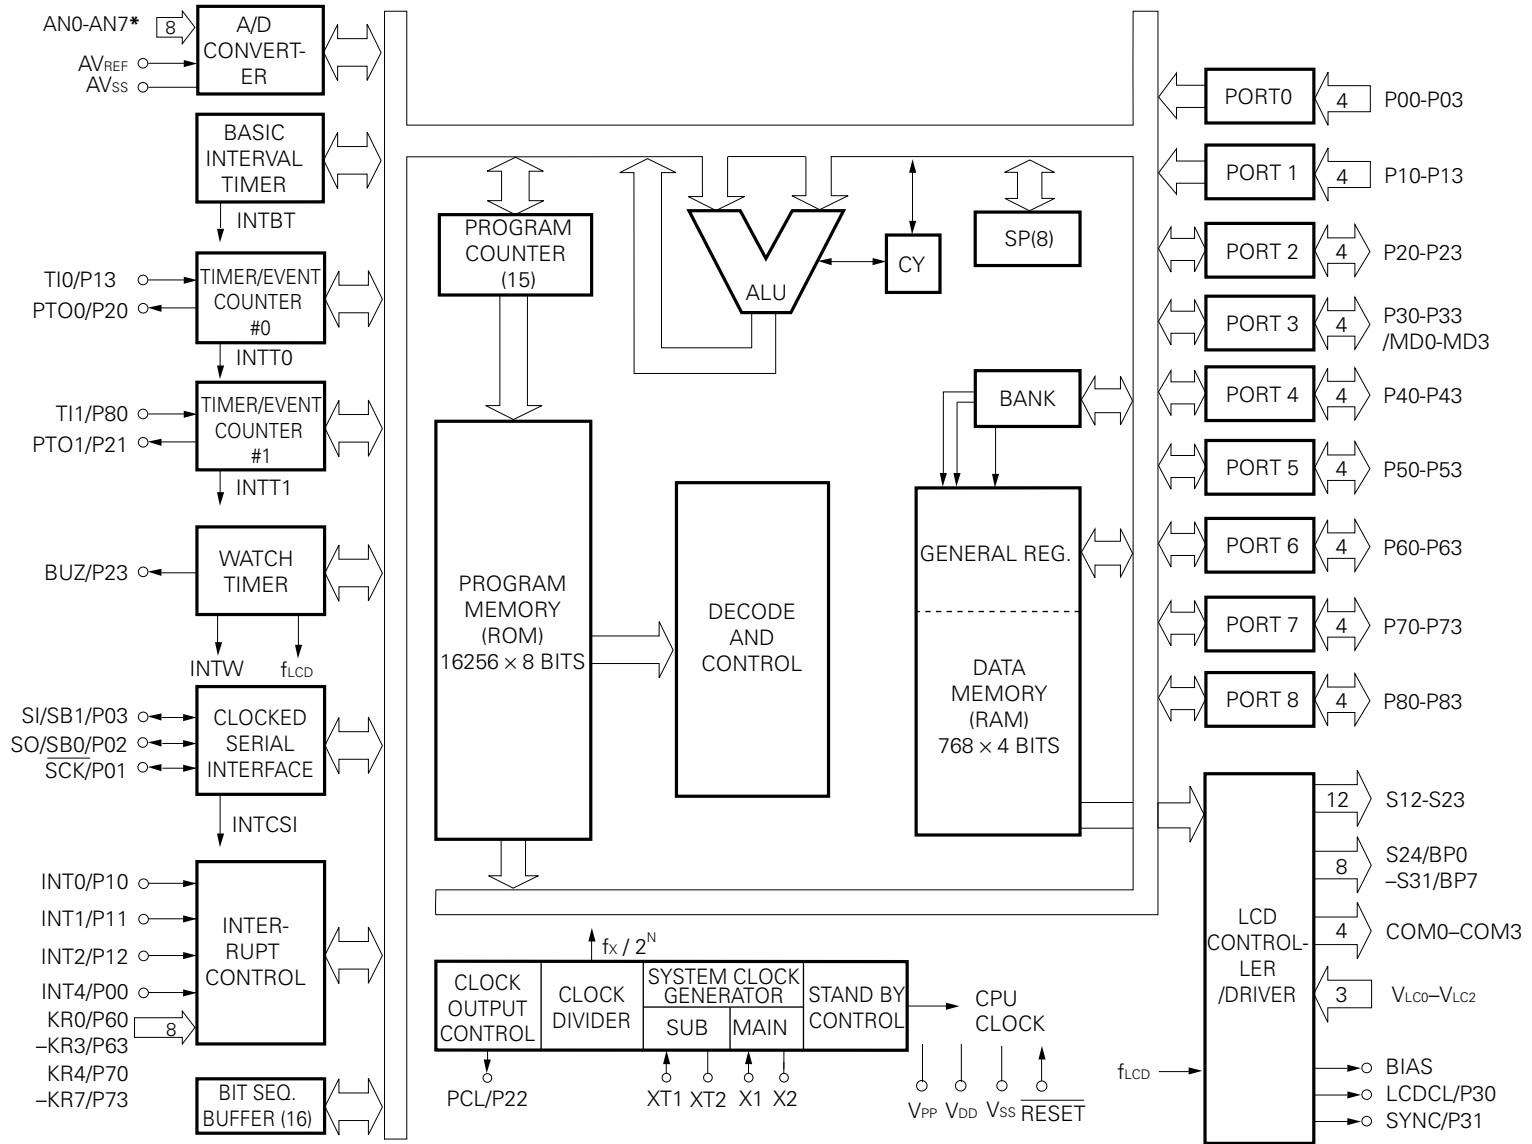 AN0-AN7*
8
AVREF
AVSS
A/D
CONVERT-
ER
BASIC
INTERVAL
TIMER
INTBT
TI0/P13
PTO0/P20
TIMER/EVENT
COUNTER
#0
INTT0
TI1/P80
PTO1/P21
TIMER/EVENT
COUNTER
#1
INTT1
BUZ/P23
WATCH
TIMER
INTW
fLCD
SI/SB1/P03
SO/SB0/P02
SCK/P01
CLOCKED
SERIAL
INTERFACE
INTCSI
INT0/P10
INT1/P11
INT2/P12
INT4/P00
KR0/P60
–KR3/P63
KR4/P70
–KR7/P73
8
INTER-
RUPT
CONTROL
BIT SEQ.
BUFFER (16)
PROGRAM
COUNTER
(15)
ALU
CY
SP(8)
BANK
PROGRAM
MEMORY
(ROM)
16256 × 8 BITS
DECODE
AND
CONTROL
GENERAL REG.
DATA
MEMORY
(RAM)
768 × 4 BITS
fX / 2^N
CLOCK
OUTPUT
CONTROL
CLOCK
DIVIDER
SYSTEM CLOCK
GENERATOR
SUB
MAIN
STAND BY
CONTROL
CPU
CLOCK
PCL/P22
XT1
XT2
X1
X2
VPP
VDD
VSS
RESET
PORT0
4
P00-P03
PORT 1
4
P10-P13
PORT 2
4
P20-P23
PORT 3
4
P30-P33
/MD0-MD3
PORT 4
4
P40-P43
PORT 5
4
P50-P53
PORT 6
4
P60-P63
PORT 7
4
P70-P73
PORT 8
4
P80-P83
LCD
CONTROL-
LER
/DRIVER
12
S12-S23
8
S24/BP0
–S31/BP7
4
COM0–COM3
3
VLC0–VLC2
fLCD
BIAS
LCDCL/P30
SYNC/P31